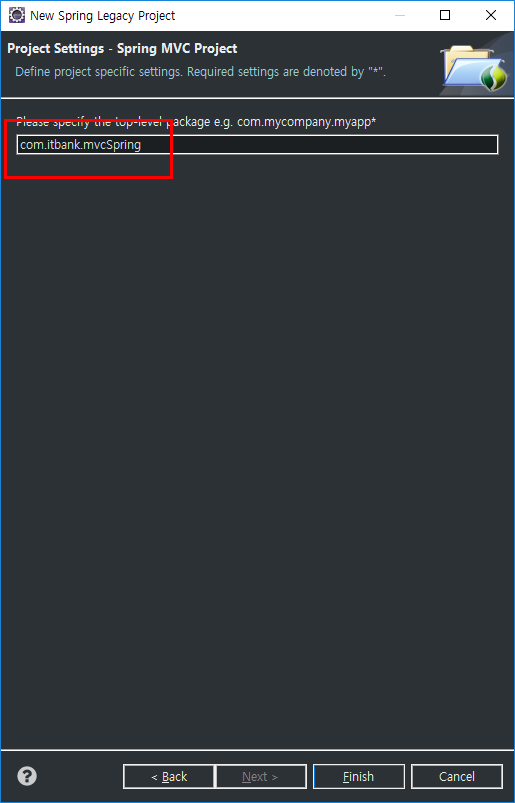 New Spring Legacy Project
Project Settings - Spring MVC Project
Define project specific settings. Required settings are denoted by "*".
Please specify the top-level package e.g. com.mycompany.myapp*
com.itbank.mvcSpring
?
< Back
Next >
Finish
Cancel